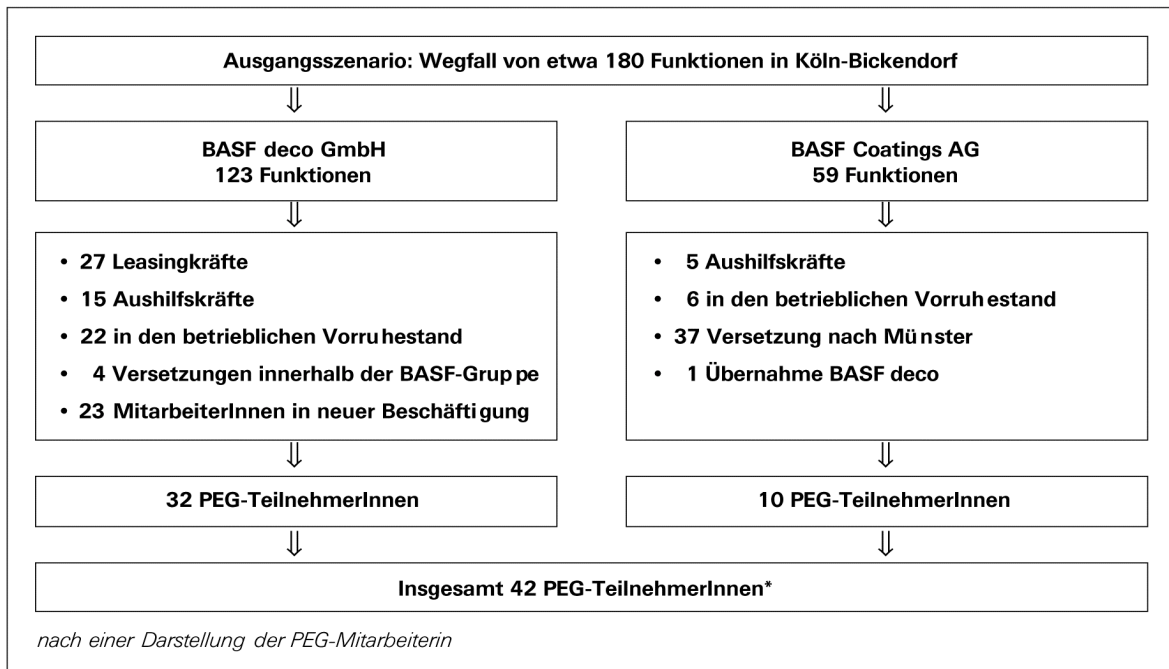 Ausgangsszenario: Wegfall von etwa 180 Funktionen in Köln-Bickendorf
⇓ ⇓
BASF deco GmbH
123 Funktionen
BASF Coatings AG
59 Funktionen
⇓ ⇓
• 27 Leasingkräfte
• 15 Aushilfskräfte
• 22 in den betrieblichen Vorruhestand
• 4 Versetzungen innerhalb der BASF-Gruppe
• 23 MitarbeiterInnen in neuer Beschäftigung
• 5 Aushilfskräfte
• 6 in den betrieblichen Vorruhestand
• 37 Versetzung nach Münster
• 1 Übernahme BASF deco
⇓ ⇓
32 PEG-TeilnehmerInnen
10 PEG-TeilnehmerInnen
⇓ ⇓
Insgesamt 42 PEG-TeilnehmerInnen*
nach einer Darstellung der PEG-Mitarbeiterin